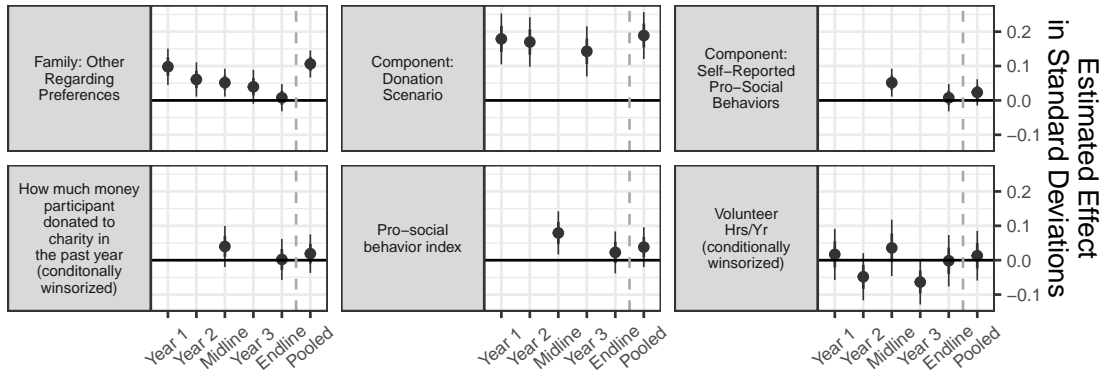 Family: Other
Regarding
Preferences
Component:
Donation
Scenario
Component:
Self−Reported
Pro−Social
Behaviors
0.2
0.1
0.0
−0.1
How much money
participant
donated to
charity in
the past year
(conditonally
winsorized)
Pro−social
behavior index
Volunteer
Hrs/Yr
(conditionally
winsorized)
0.2
0.1
0.0
−0.1
Year 1
Year 2
Midline
Year 3
Endline
Pooled
Year 1
Year 2
Midline
Year 3
Endline
Pooled
Year 1
Year 2
Midline
Year 3
Endline
Pooled
Estimated Effect
in Standard Deviations